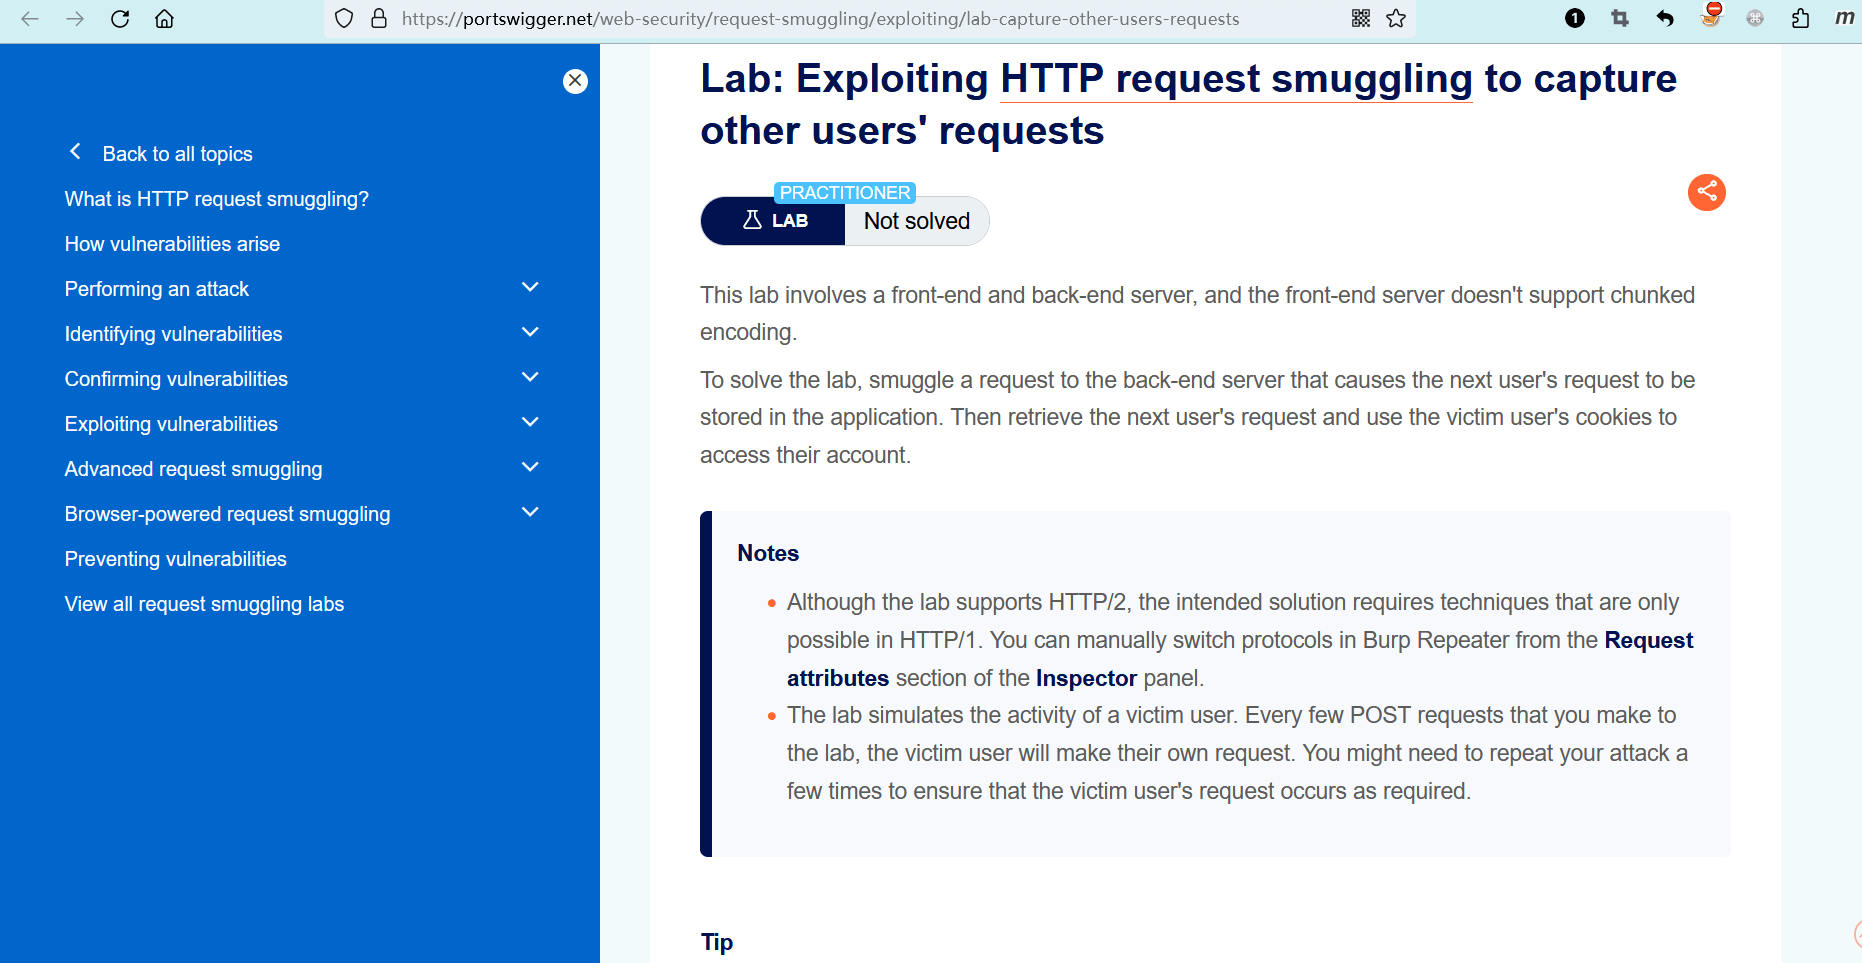 https://portswigger.net/web-security/request-smuggling/exploiting/lab-capture-other-users-requests
1
m
Back to all topics
What is HTTP request smuggling?
How vulnerabilities arise
Performing an attack
Identifying vulnerabilities
Confirming vulnerabilities
Exploiting vulnerabilities
Advanced request smuggling
Browser-powered request smuggling
Preventing vulnerabilities
View all request smuggling labs
Lab: Exploiting HTTP request smuggling to capture
other users' requests
PRACTITIONER
LAB
Not solved
This lab involves a front-end and back-end server, and the front-end server doesn't support chunked
encoding.
To solve the lab, smuggle a request to the back-end server that causes the next user's request to be
stored in the application. Then retrieve the next user's request and use the victim user's cookies to
access their account.
Notes
Although the lab supports HTTP/2, the intended solution requires techniques that are only
possible in HTTP/1. You can manually switch protocols in Burp Repeater from the Request
attributes section of the Inspector panel.
The lab simulates the activity of a victim user. Every few POST requests that you make to
the lab, the victim user will make their own request. You might need to repeat your attack a
few times to ensure that the victim user's request occurs as required.
Tip